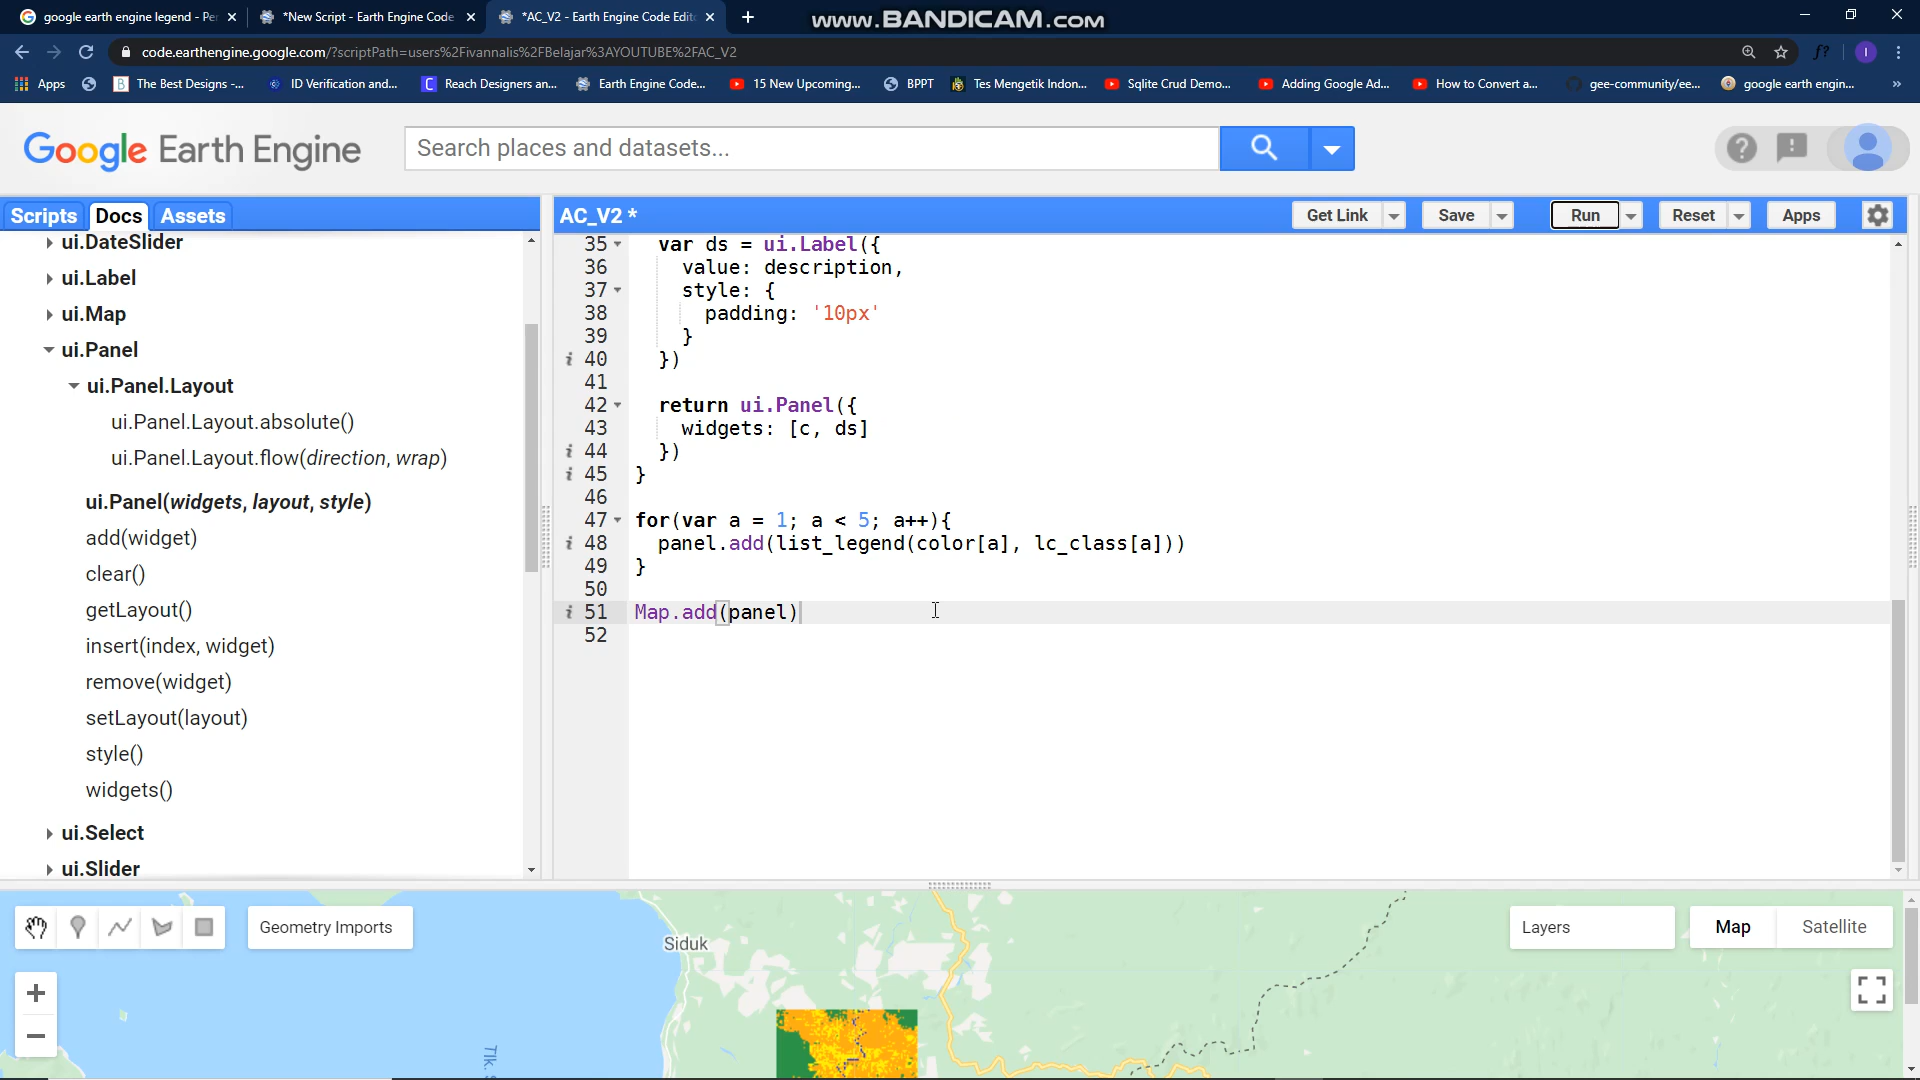 google earth engine legend - Per
*New Script - Earth Engine Code
*AC_V2 - Earth Engine Code Edit
www.BANDICAM.com
code.earthengine.google.com/?scriptPath=users%2Fivannalis%2FBelajar%3AYOUTUBE%2FAC_V2
f?
I
Apps
The Best Designs -...
ID Verification and...
Reach Designers an...
Earth Engine Code...
15 New Upcoming...
BPPT
Tes Mengetik Indon...
Sqlite Crud Demo...
Adding Google Ad...
How to Convert a...
gee-community/ee...
google earth engin...
»
Google Earth Engine
Search places and datasets...
Scripts Docs Assets
AC_V2 *
Get Link
Save
Run
Reset
Apps
ui.DateSlider
ui.Label
ui.Map
ui.Panel
ui.Panel.Layout
ui.Panel.Layout.absolute()
ui.Panel.Layout.flow(direction, wrap)
ui.Panel(widgets, layout, style)
add(widget)
clear()
getLayout()
insert(index, widget)
remove(widget)
setLayout(layout)
style()
widgets()
ui.Select
ui.Slider
35 var ds = ui.Label({
36 value: description,
37 style: {
38 padding: '10px'
39 }
i 40 })
41
42 return ui.Panel({
43 widgets: [c, ds]
i 44 })
i 45 }
46
47 for(var a = 1; a < 5; a++){
i 48 panel.add(list_legend(color[a], lc_class[a]))
49 }
50
i 51 Map.add(panel)
52
Geometry Imports
Siduk
Layers
Map
Satellite
+
−
Tlk.